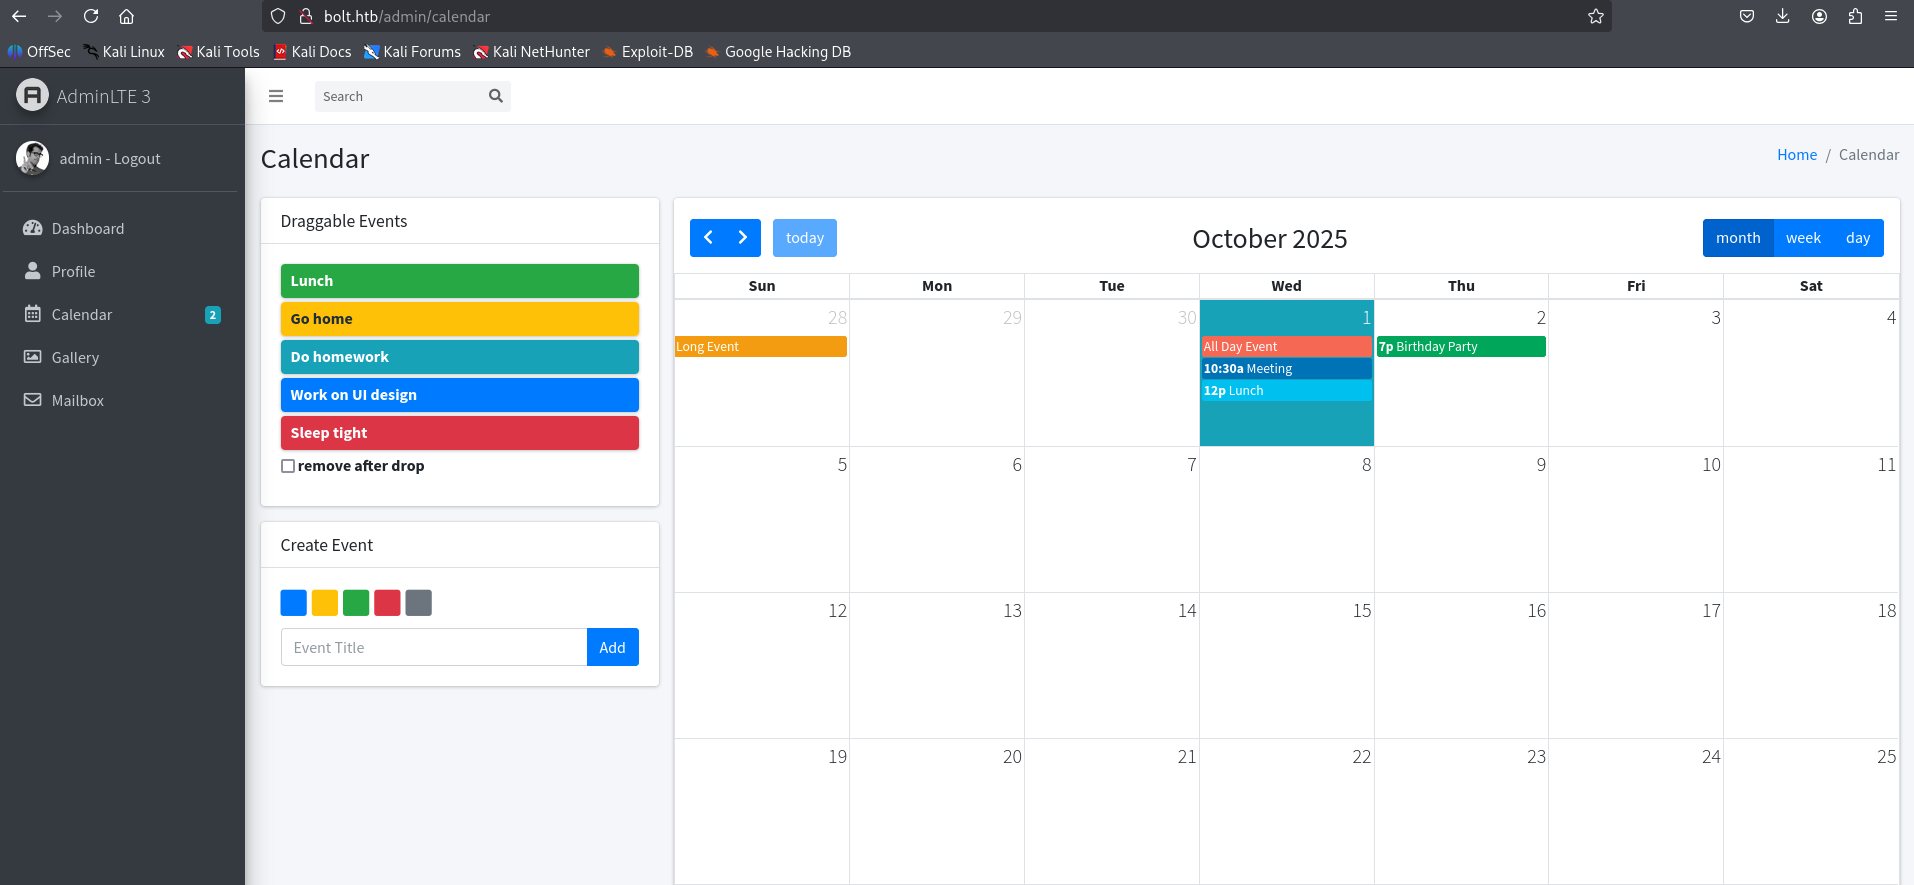 bolt.htb/admin/calendar
OffSec Kali Linux Kali Tools Kali Docs Kali Forums Kali NetHunter Exploit-DB Google Hacking DB
AdminLTE 3
Search
admin - Logout
Calendar
Home / Calendar
Dashboard
Profile
Calendar 2
Gallery
Mailbox
Draggable Events
Lunch
Go home
Do homework
Work on UI design
Sleep tight
remove after drop
Create Event
Event Title Add
today October 2025 month week day
Sun Mon Tue Wed Thu Fri Sat
28 29 30 1 2 3 4
Long Event All Day Event 7p Birthday Party
10:30a Meeting
12p Lunch
5 6 7 8 9 10 11
12 13 14 15 16 17 18
19 20 21 22 23 24 25